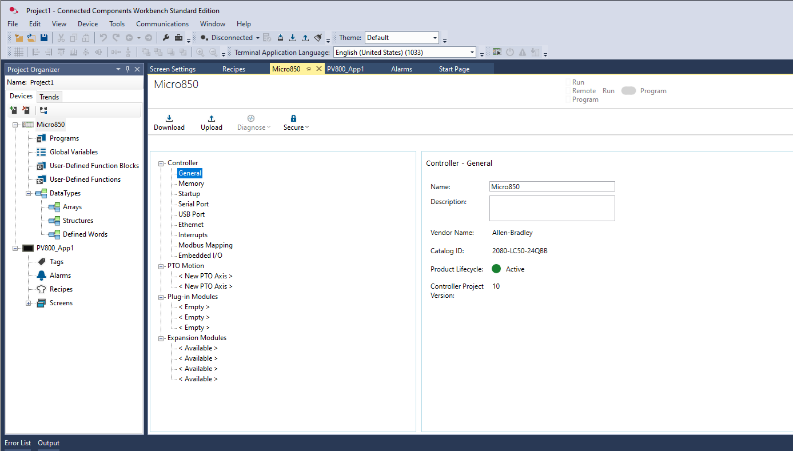 Project1 - Connected Components Workbench Standard Edition
File Edit View Device Tools Communications Window Help
Disconnected Theme: Default
Terminal Application Language: English (United States) (1033)
Project Organizer
Name: Project1
Devices Trends
Micro850
Programs
Global Variables
User-Defined Function Blocks
User-Defined Functions
DataTypes
Arrays
Structures
Defined Words
PV800_App1
Tags
Alarms
Recipes
Screens
Screen Settings Recipes Micro850 PV800_App1 Alarms Start Page
Micro850
Run
Remote Run Program
Program
Download Upload Diagnose Secure
Controller
General
Memory
Startup
Serial Port
USB Port
Ethernet
Interrupts
Modbus Mapping
Embedded I/O
PTO Motion
< New PTO Axis >
< New PTO Axis >
Plug-in Modules
< Empty >
< Empty >
< Empty >
Expansion Modules
< Available >
< Available >
< Available >
< Available >
Controller - General
Name: Micro850
Description:
Vendor Name: Allen-Bradley
Catalog ID: 2080-LC50-24QBB
Product Lifecycle: Active
Controller Project 10
Version:
Error List Output